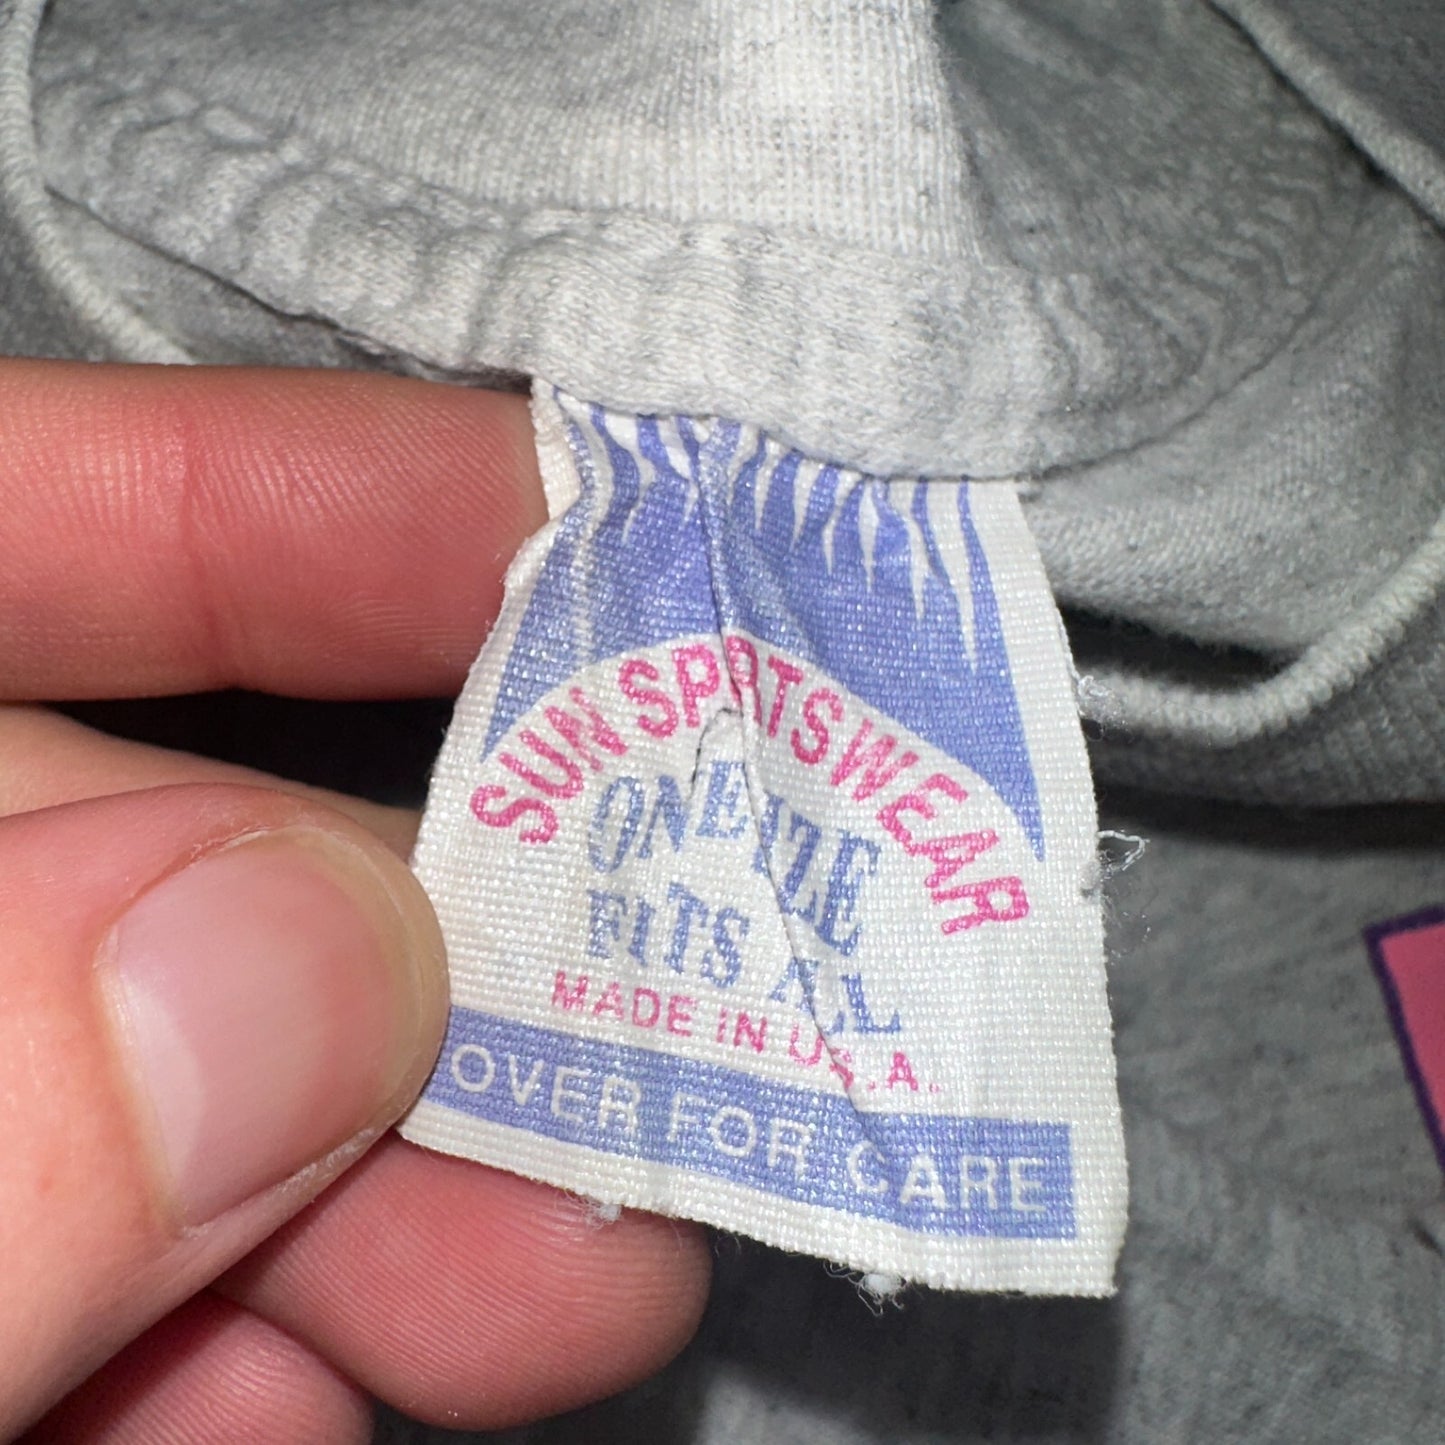 SUN SPORTSWEAR
ONE SIZE
FITS ALL
MADE IN U.S.A.
OVER FOR CARE